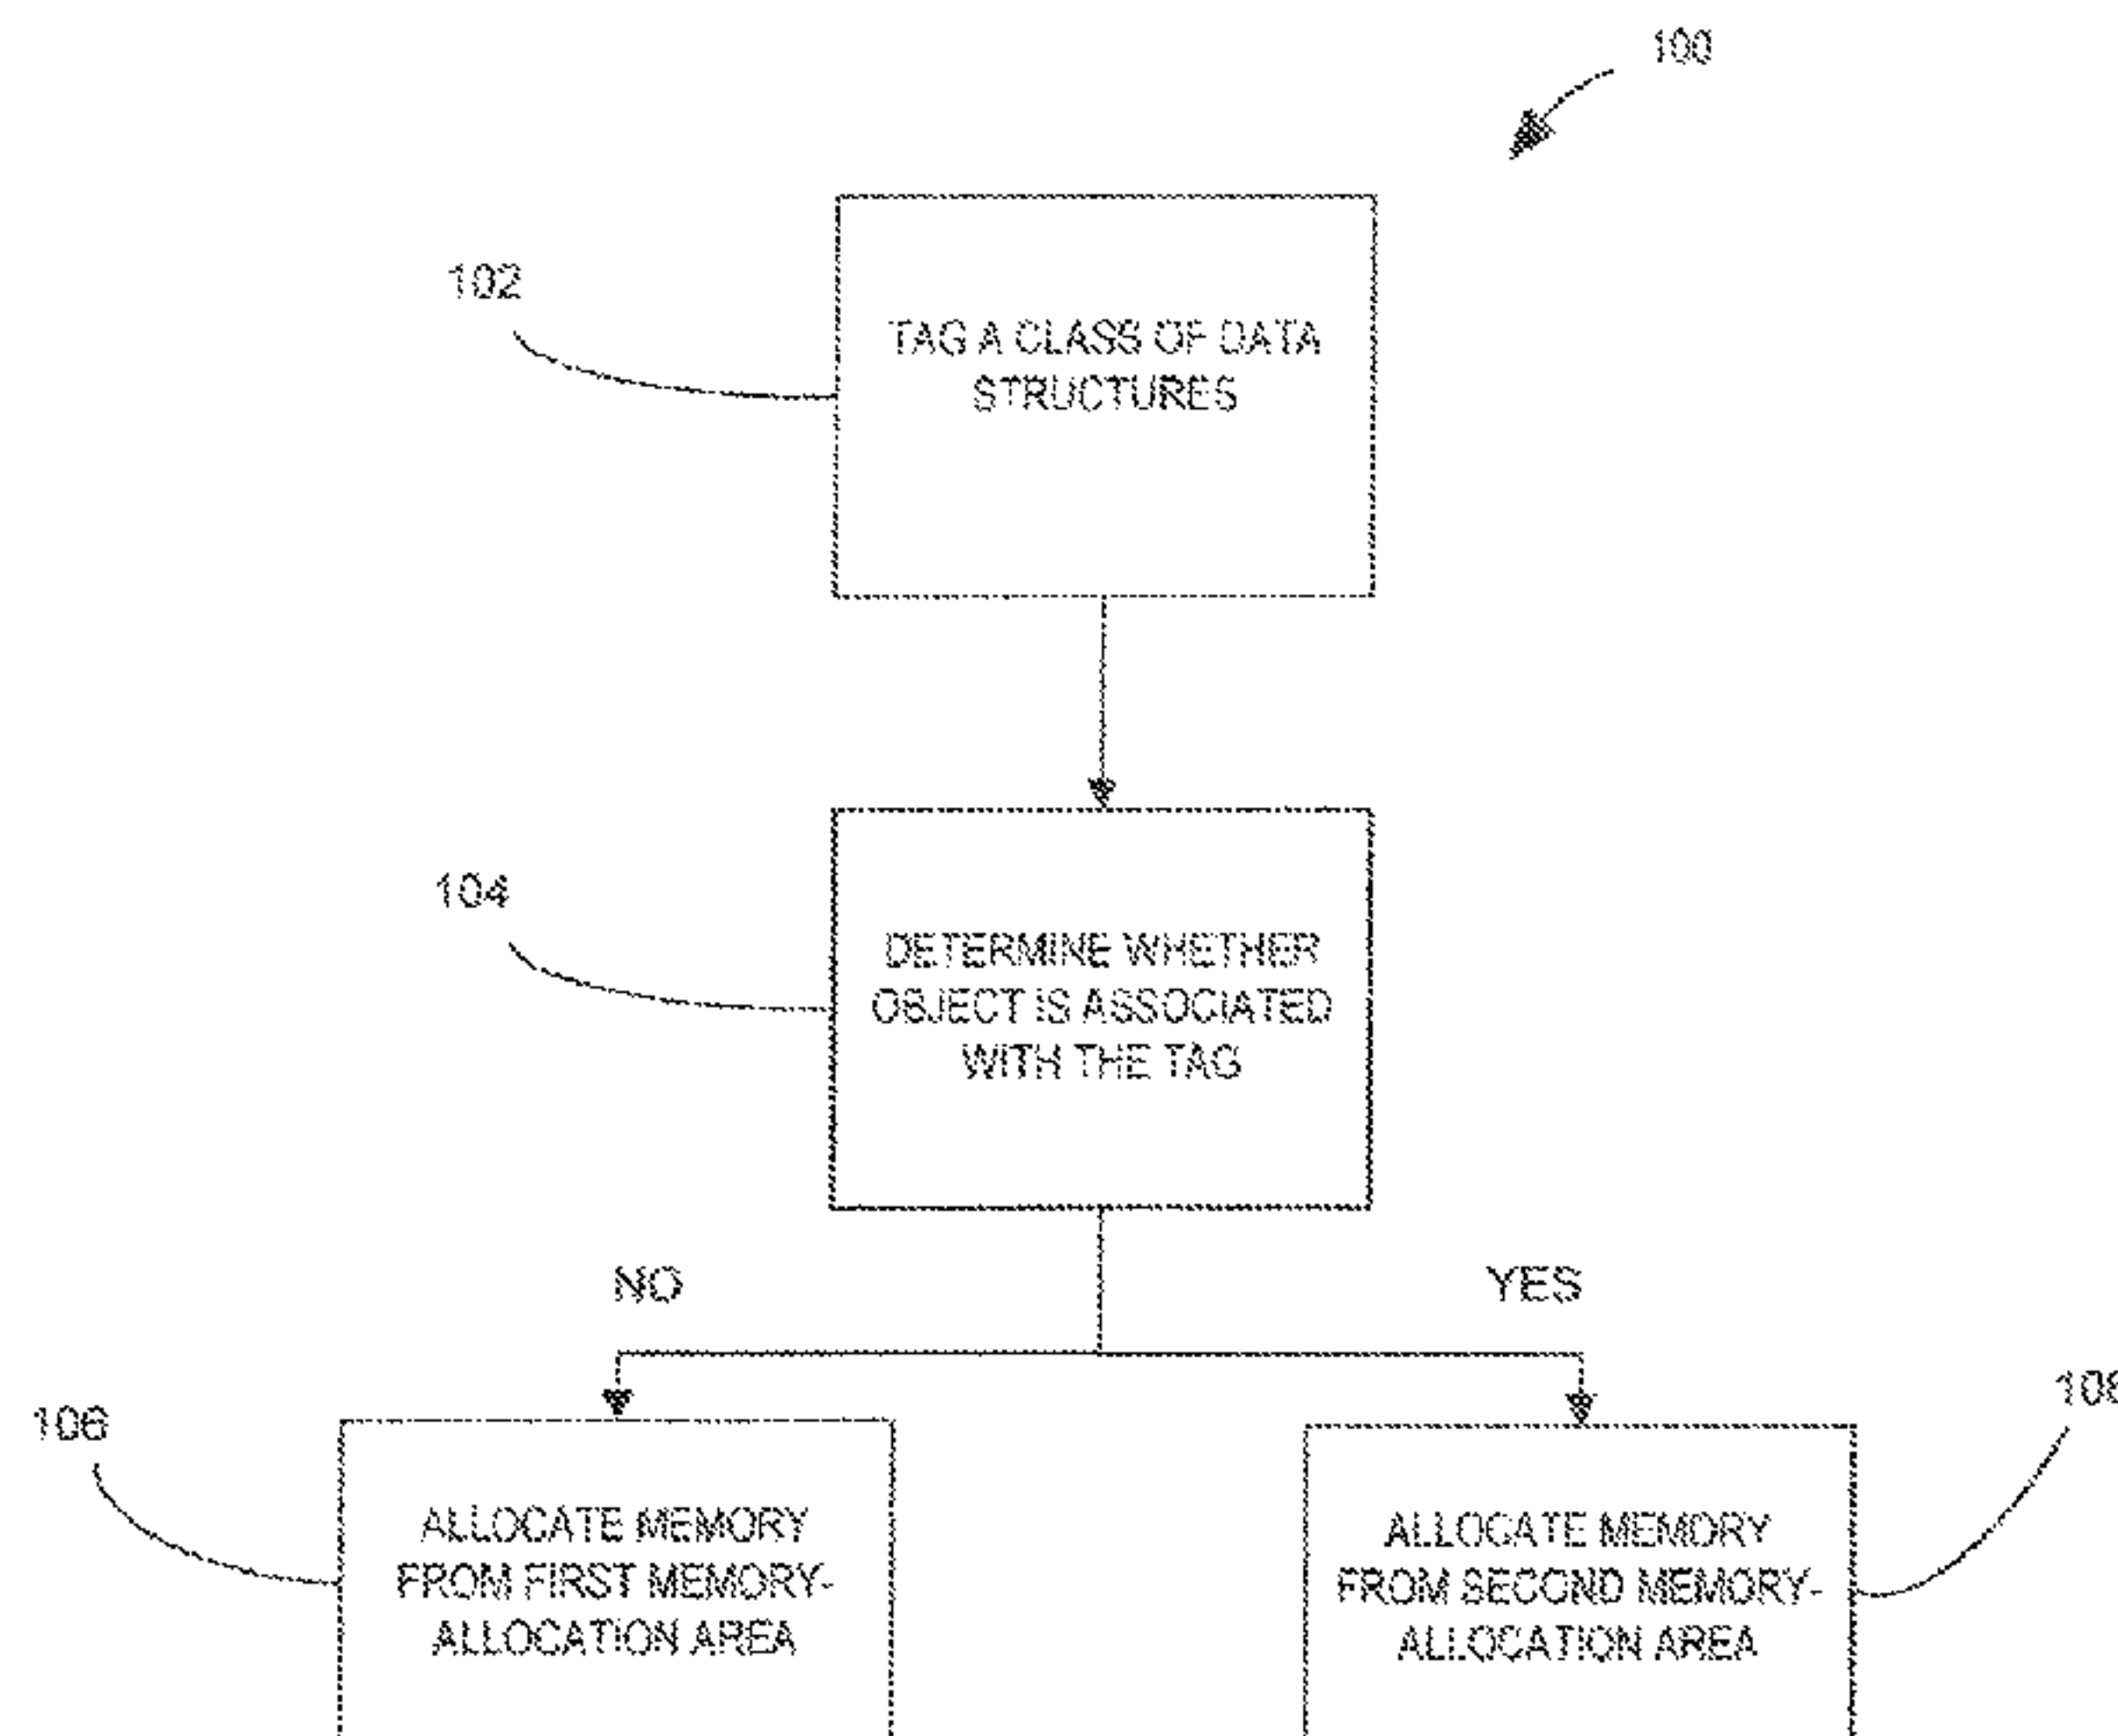 100
102
TAG A CLASS OF DATA
STRUCTURES
104
DETERMINE WHETHER
OBJECT IS ASSOCIATED
WITH THE TAG
NO
YES
106
ALLOCATE MEMORY
FROM FIRST MEMORY-
ALLOCATION AREA
ALLOCATE MEMORY
FROM SECOND MEMORY-
ALLOCATION AREA